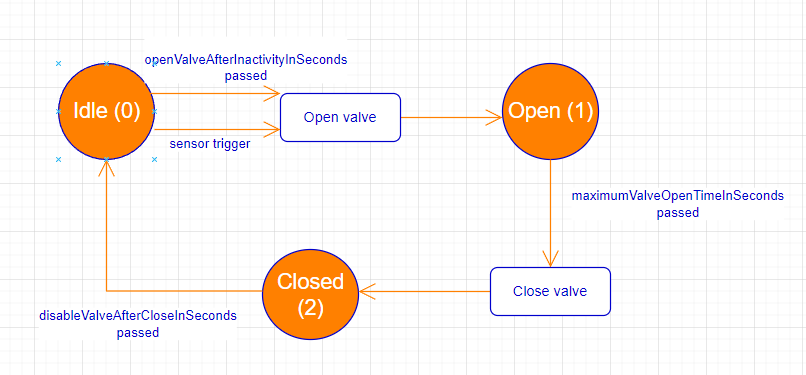 openValveAfterInactivityInSeconds
passed
Idle (0)
Open valve
Open (1)
sensor trigger
maximumValveOpenTimeInSeconds
passed
Closed
(2)
Close valve
disableValveAfterCloseInSeconds
passed